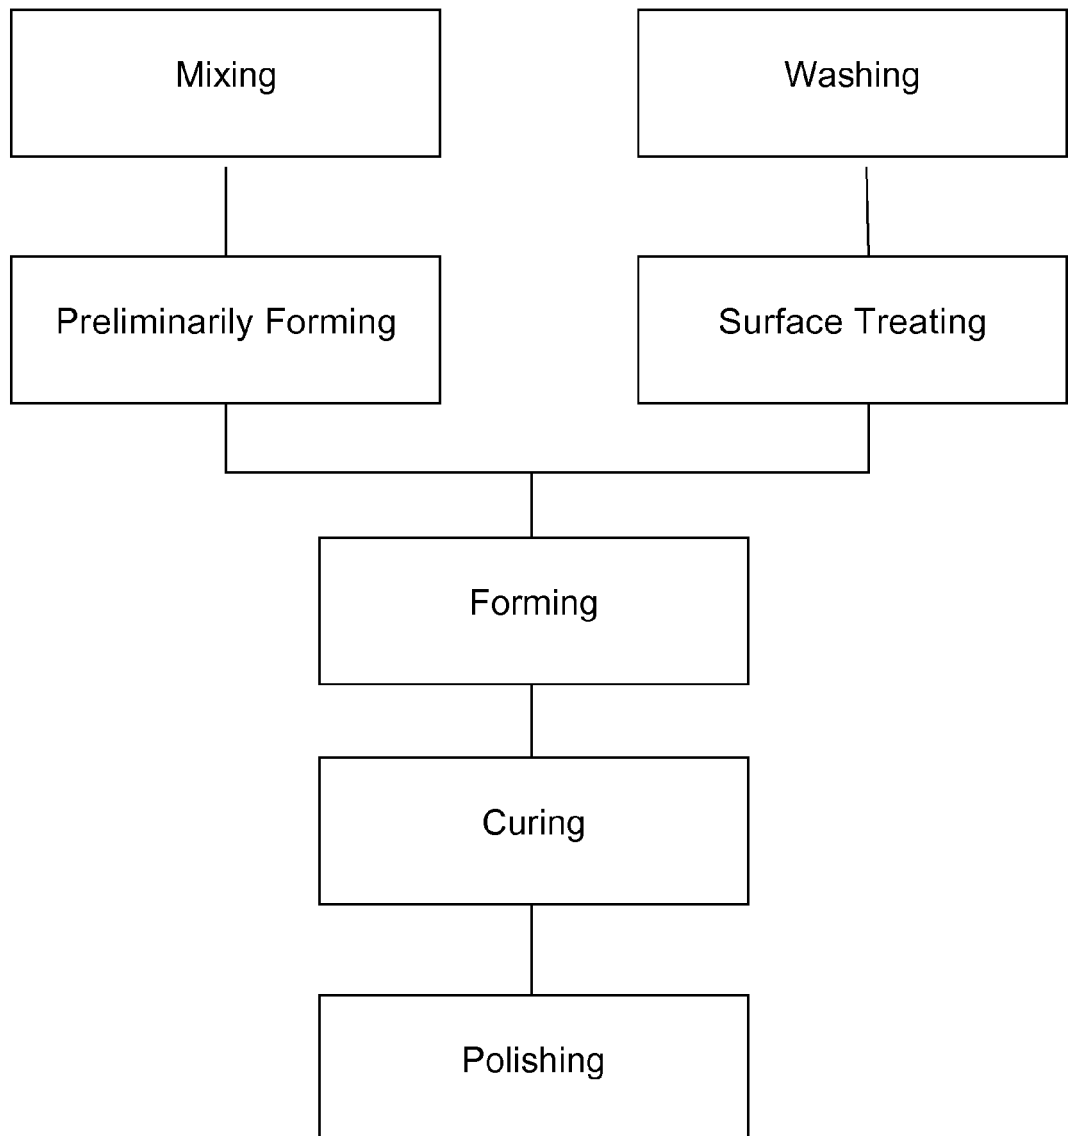 Mixing
Washing
Preliminarily Forming
Surface Treating
Forming
Curing
Polishing